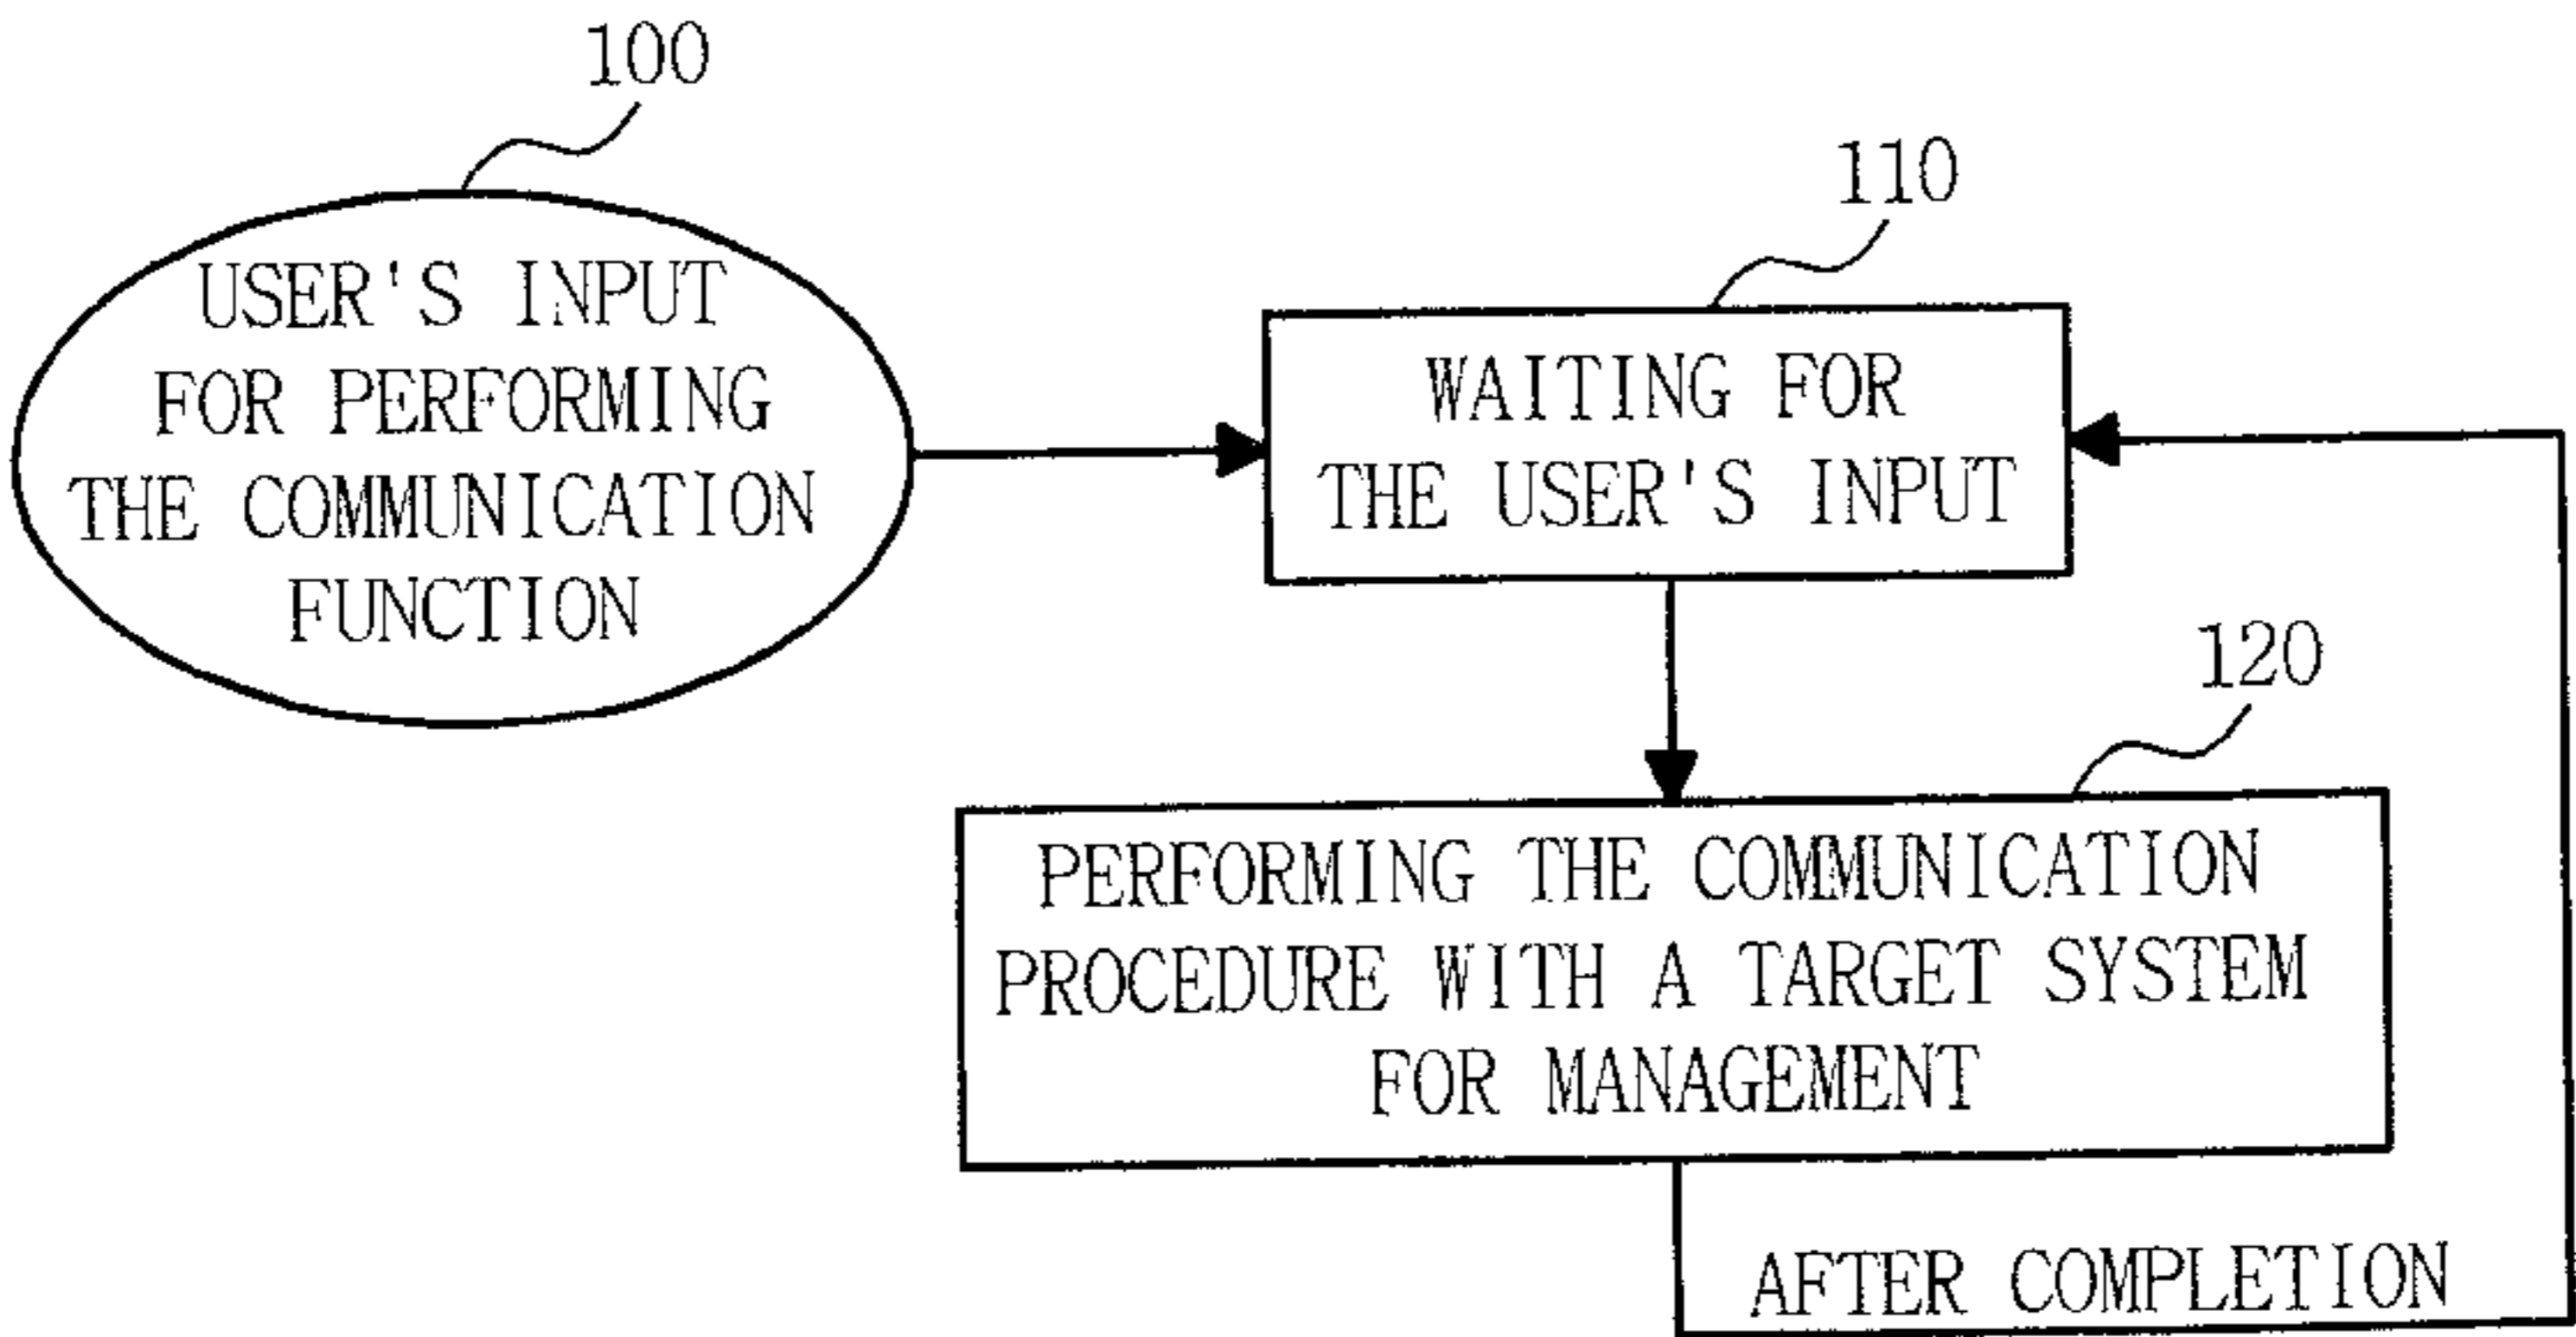 100
USER'S INPUT
FOR PERFORMING
THE COMMUNICATION
FUNCTION
110
WAITING FOR
THE USER'S INPUT
120
PERFORMING THE COMMUNICATION
PROCEDURE WITH A TARGET SYSTEM
FOR MANAGEMENT
AFTER COMPLETION